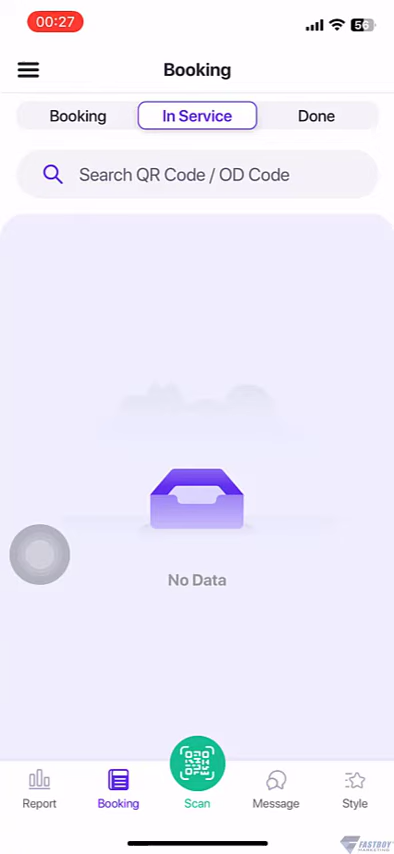 00:27
56
Booking
Booking
In Service
Done
Search QR Code / OD Code
No Data
Report
Booking
Scan
Message
Style
FASTBOY
MARKETING